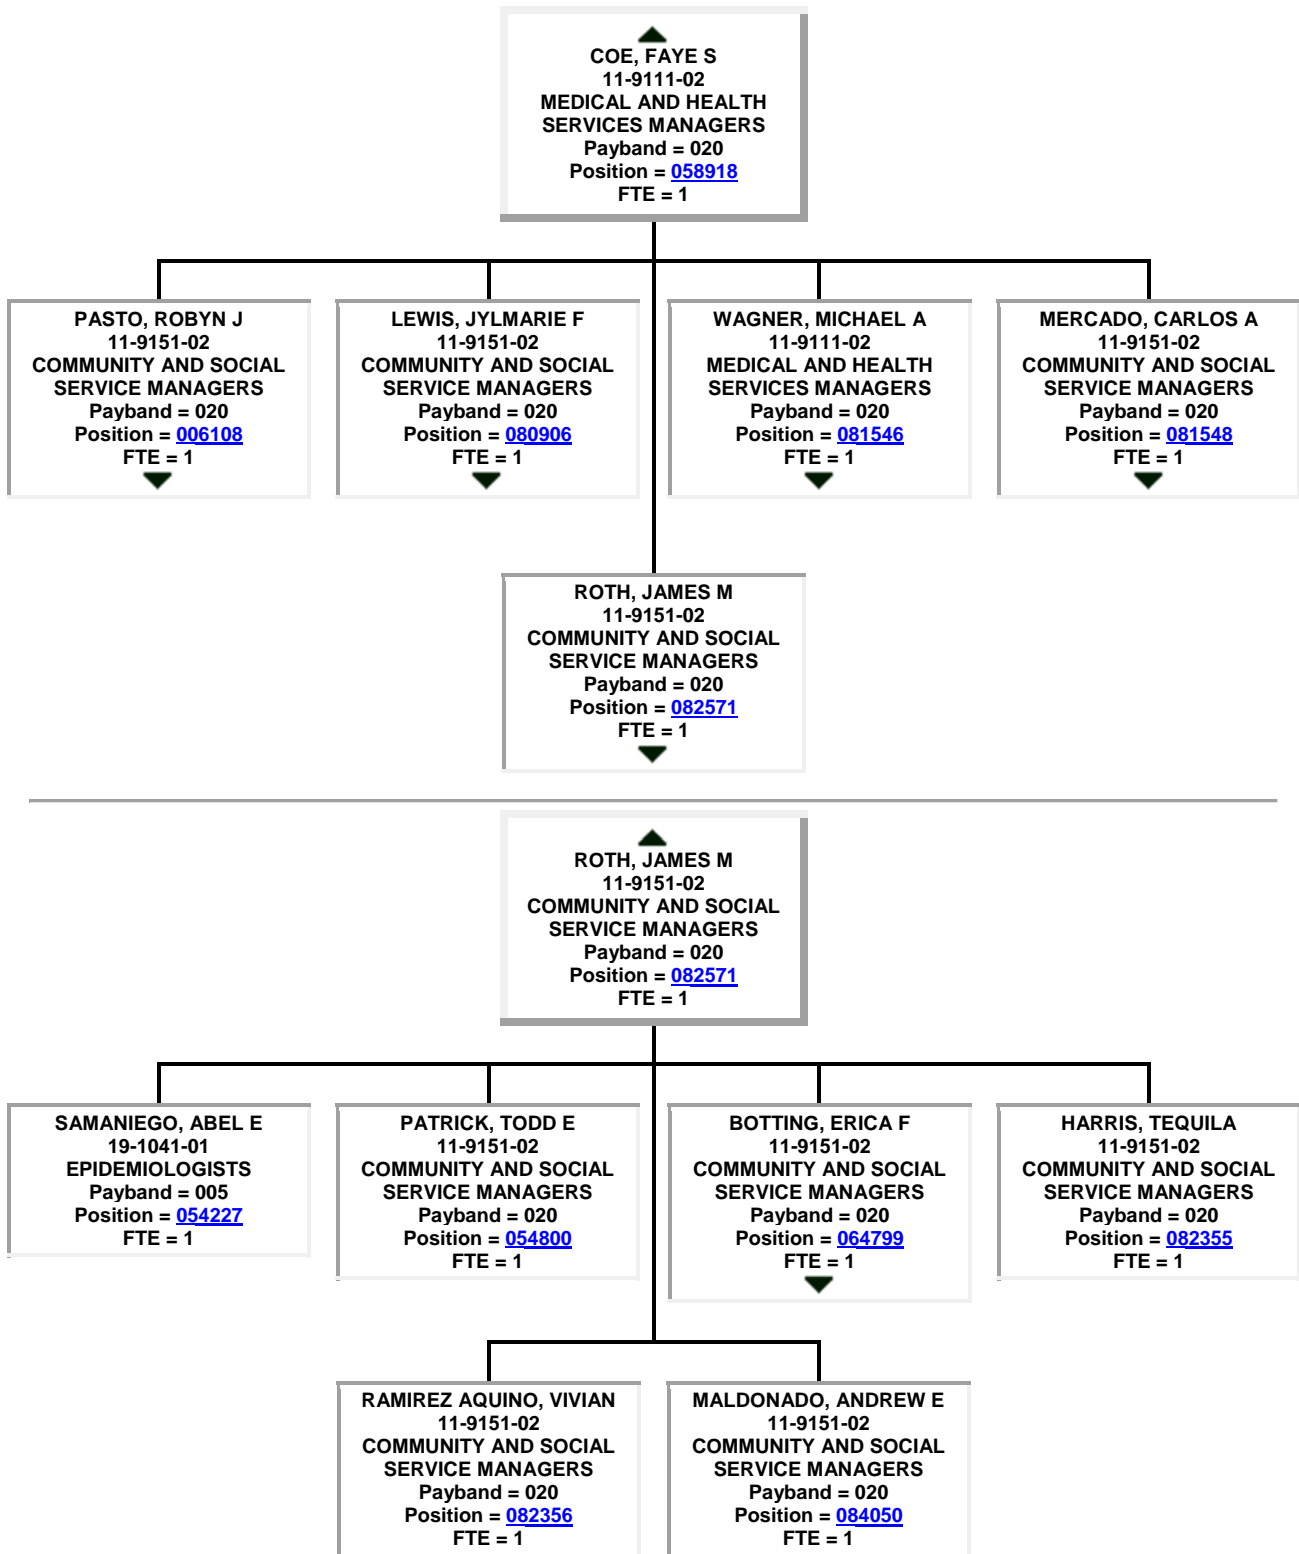 COE, FAYE S
11-9111-02
MEDICAL AND HEALTH
SERVICES MANAGERS
Payband = 020
Position = 058918
FTE = 1
PASTO, ROBYN J
11-9151-02
COMMUNITY AND SOCIAL
SERVICE MANAGERS
Payband = 020
Position = 006108
FTE = 1
LEWIS, JYLMARIE F
11-9151-02
COMMUNITY AND SOCIAL
SERVICE MANAGERS
Payband = 020
Position = 080906
FTE = 1
WAGNER, MICHAEL A
11-9111-02
MEDICAL AND HEALTH
SERVICES MANAGERS
Payband = 020
Position = 081546
FTE = 1
MERCADO, CARLOS A
11-9151-02
COMMUNITY AND SOCIAL
SERVICE MANAGERS
Payband = 020
Position = 081548
FTE = 1
ROTH, JAMES M
11-9151-02
COMMUNITY AND SOCIAL
SERVICE MANAGERS
Payband = 020
Position = 082571
FTE = 1
ROTH, JAMES M
11-9151-02
COMMUNITY AND SOCIAL
SERVICE MANAGERS
Payband = 020
Position = 082571
FTE = 1
SAMANIEGO, ABEL E
19-1041-01
EPIDEMIOLOGISTS
Payband = 005
Position = 054227
FTE = 1
PATRICK, TODD E
11-9151-02
COMMUNITY AND SOCIAL
SERVICE MANAGERS
Payband = 020
Position = 054800
FTE = 1
BOTTING, ERICA F
11-9151-02
COMMUNITY AND SOCIAL
SERVICE MANAGERS
Payband = 020
Position = 064799
FTE = 1
HARRIS, TEQUILA
11-9151-02
COMMUNITY AND SOCIAL
SERVICE MANAGERS
Payband = 020
Position = 082355
FTE = 1
RAMIREZ AQUINO, VIVIAN
11-9151-02
COMMUNITY AND SOCIAL
SERVICE MANAGERS
Payband = 020
Position = 082356
FTE = 1
MALDONADO, ANDREW E
11-9151-02
COMMUNITY AND SOCIAL
SERVICE MANAGERS
Payband = 020
Position = 084050
FTE = 1